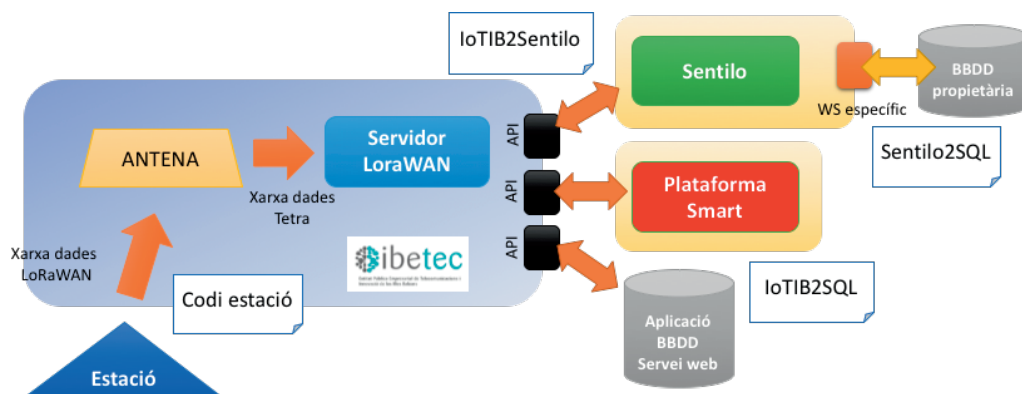 IoTIB2Sentilo
Sentilo
BBDD
propietària
WS específic
Sentilo2SQL
API
Servidor
LoraWAN
ANTENA
Xarxa dades
Tetra
API
Plataforma
Smart
API
Xarxa dades
LoRaWAN
ibetec
Codi estació
IoTIB2SQL
Aplicació
BBDD
Servei web
Estació